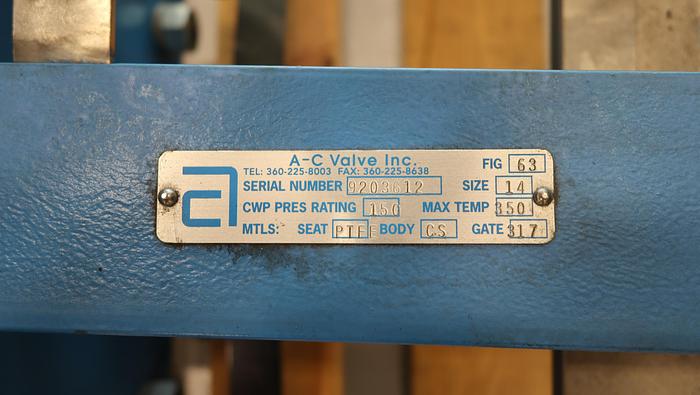 A-C Valve Inc.
TEL: 360-225-8003 FAX: 360-225-8638
FIG 63
SERIAL NUMBER 9203612 SIZE 14
CWP PRES RATING 150 MAX TEMP 350
MTLS: SEAT PTFE BODY CS GATE 317